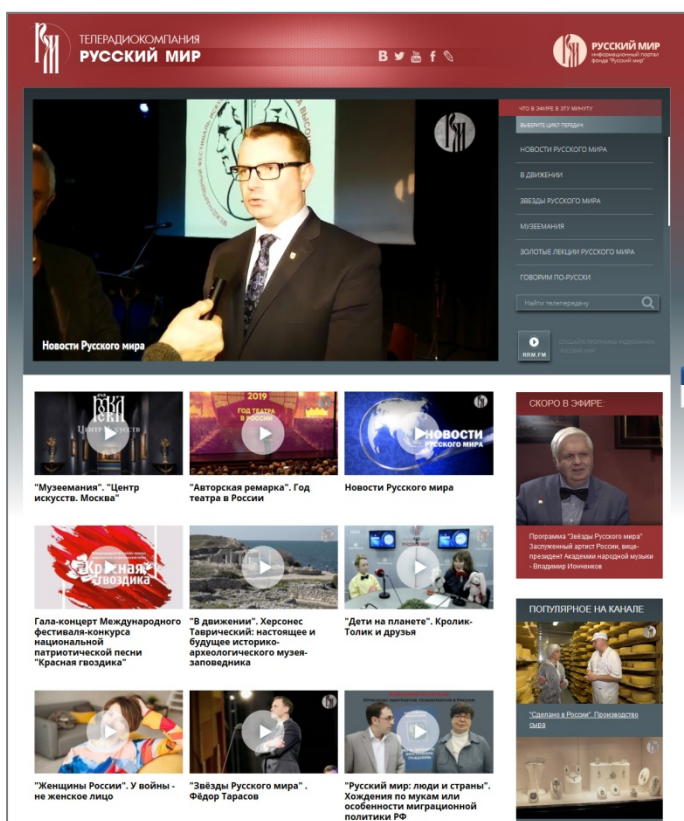 ТЕЛЕРАДИОКОМПАНИЯ
РУССКИЙ МИР
РУССКИЙ МИР
информационный портал
фонда "Русский мир"
ЧТО В ЭФИРЕ В ЭТУ МИНУТУ
ВЫБЕРИТЕ ЦИКЛ ПЕРЕДАЧ
НОВОСТИ РУССКОГО МИРА
В ДВИЖЕНИИ
ЗВЕЗДЫ РУССКОГО МИРА
МУЗЕЕМАНИЯ
ЗОЛОТЫЕ ЛЕКЦИИ РУССКОГО МИРА
ГОВОРИМ ПО-РУССКИ
Найти телепередачу
RRM.FM
Новости Русского мира
2019
ГОД ТЕАТРА
В РОССИИ
НОВОСТИ
РУССКОГО МИРА
"Музеемания". "Центр
искусств. Москва"
"Авторская ремарка". Год
театра в России
Новости Русского мира
Красная
гвоздика
Гала-концерт Международного
фестиваля-конкурса
национальной
патриотической песни
"Красная гвоздика"
"В движении". Херсонес
Таврический: настоящее и
будущее историко-
археологического музея-
заповедника
"Дети на планете". Кролик-
Толик и друзья
"Женщины России". У войны -
не женское лицо
"Звёзды Русского мира" .
Фёдор Тарасов
"Русский мир: люди и страны".
Хождения по мукам или
особенности миграционной
политики РФ
СКОРО В ЭФИРЕ:
Программа "Звёзды Русского мира"
Заслуженный артист России, вице-
президент Академии народной музыки
- Владимир Ионченков
ПОПУЛЯРНОЕ НА КАНАЛЕ
"Сделано в России". Производство
сыра